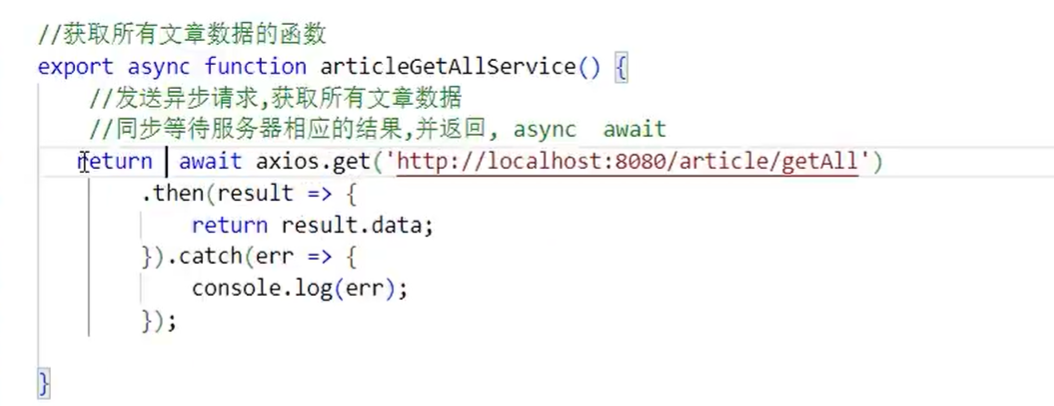 //获取所有文章数据的函数
export async function articleGetAllService() {
//发送异步请求,获取所有文章数据
//同步等待服务器相应的结果,并返回, async  await
return  await axios.get('http://localhost:8080/article/getAll')
.then(result => {
return result.data;
}).catch(err => {
console.log(err);
});
}